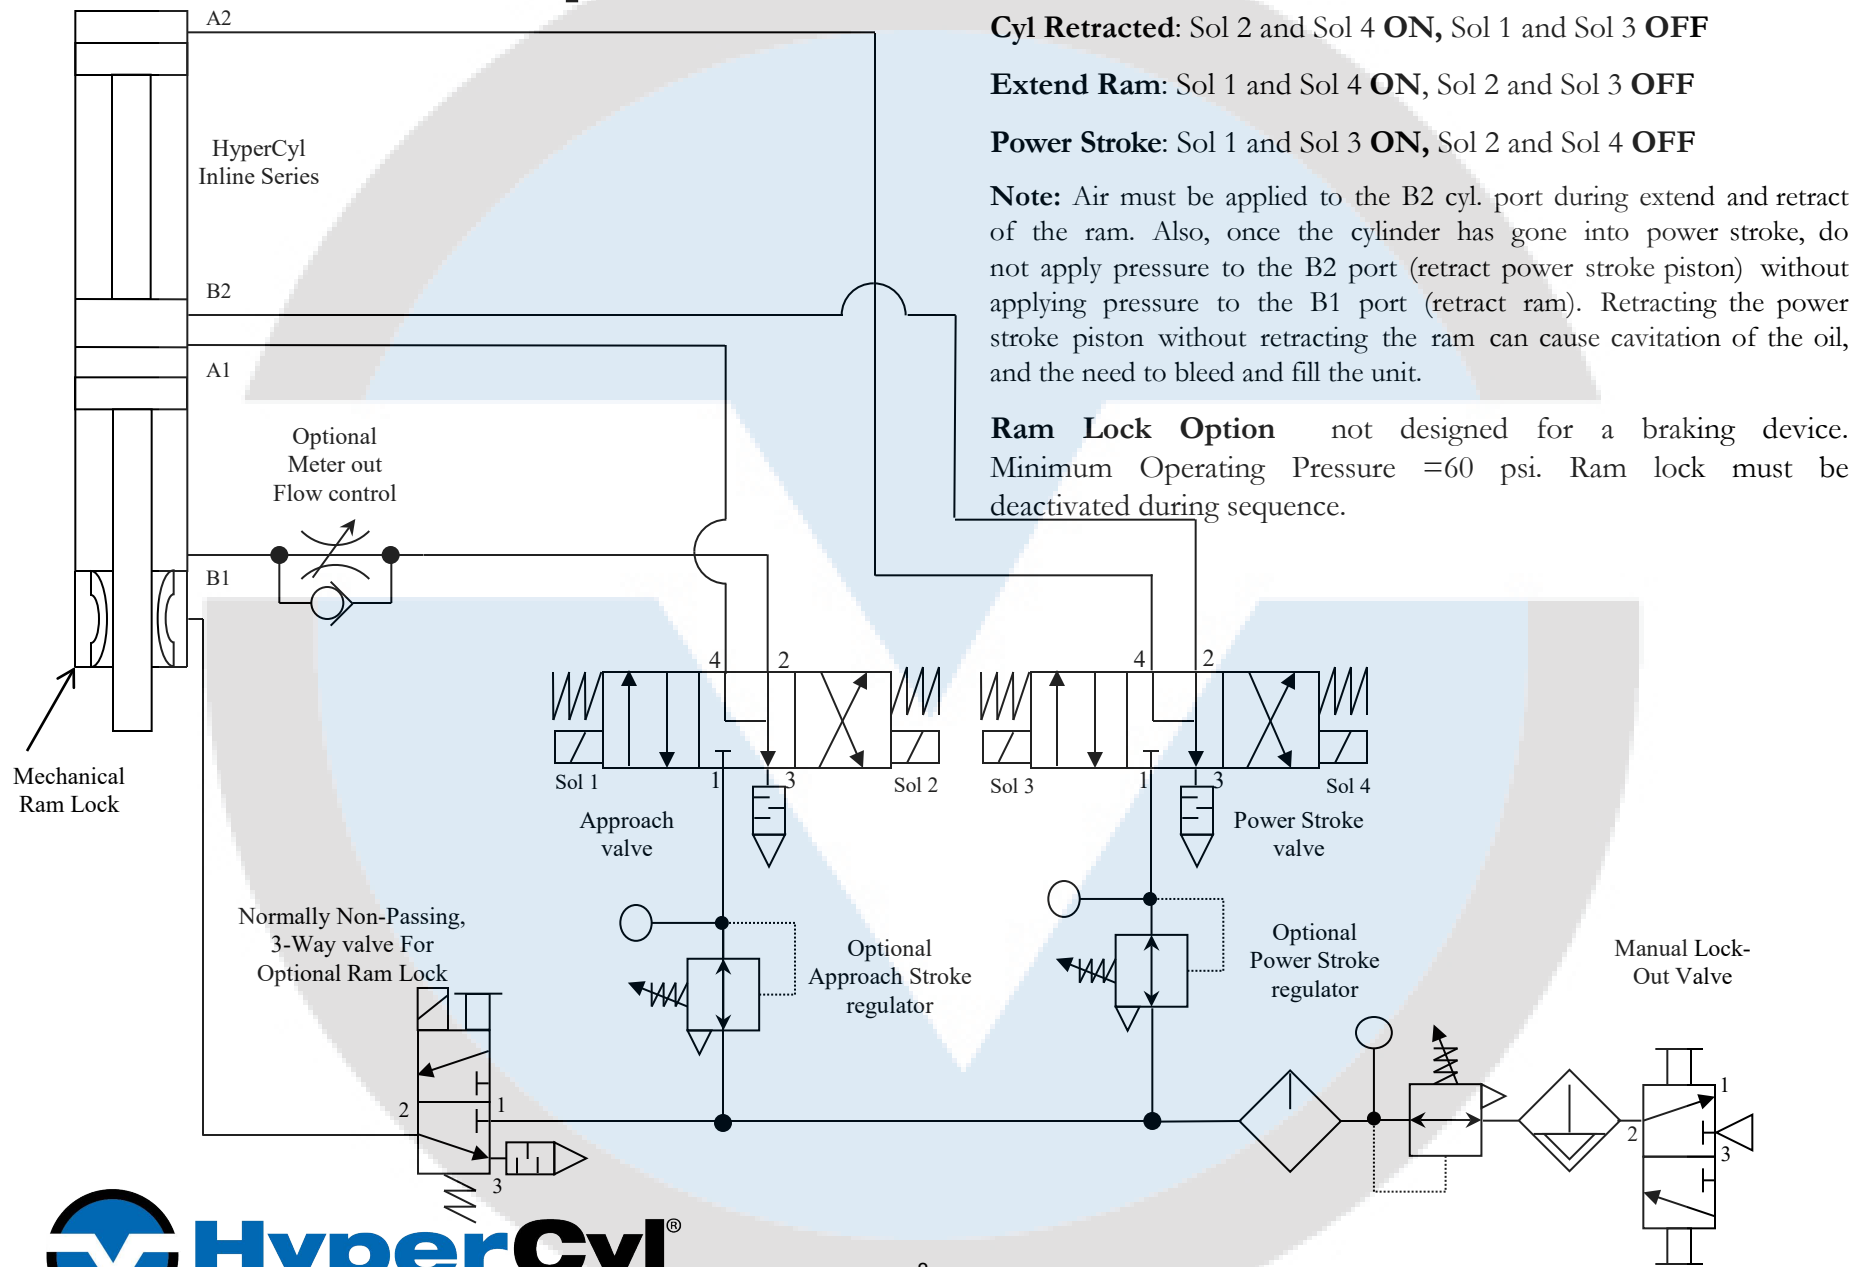 A2
Cyl Retracted: Sol 2 and Sol 4 ON, Sol 1 and Sol 3 OFF
Extend Ram: Sol 1 and Sol 4 ON, Sol 2 and Sol 3 OFF
Power Stroke: Sol 1 and Sol 3 ON, Sol 2 and Sol 4 OFF
Note: Air must be applied to the B2 cyl. port during extend and retract
of the ram. Also, once the cylinder has gone into power stroke, do
not apply pressure to the B2 port (retract power stroke piston) without
applying pressure to the B1 port (retract ram). Retracting the power
stroke piston without retracting the ram can cause cavitation of the oil,
and the need to bleed and fill the unit.
Ram Lock Option not designed for a braking device.
Minimum Operating Pressure =60 psi. Ram lock must be
deactivated during sequence.
HyperCyl
Inline Series
B2
A1
Optional
Meter out
Flow control
B1
4
2
4
2
Sol 1
1
3
Sol 2
Sol 3
1
3
Sol 4
Mechanical
Ram Lock
Approach
valve
Power Stroke
valve
Normally Non-Passing,
3-Way valve For
Optional Ram Lock
Optional
Approach Stroke
regulator
Optional
Power Stroke
regulator
Manual Lock-
Out Valve
2
1
3
1
2
3
HyperCyl®